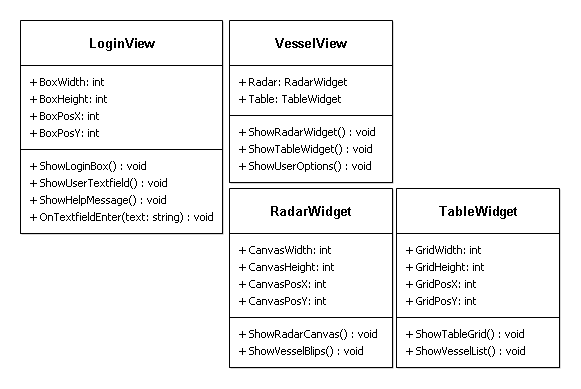 LoginView
+ BoxWidth: int
+ BoxHeight: int
+ BoxPosX: int
+ BoxPosY: int
+ ShowLoginBox() : void
+ ShowUserTextfield() : void
+ ShowHelpMessage() : void
+ OnTextfieldEnter(text: string) : void
VesselView
+ Radar: RadarWidget
+ Table: TableWidget
+ ShowRadarWidget() : void
+ ShowTableWidget() : void
+ ShowUserOptions() : void
RadarWidget
+ CanvasWidth: int
+ CanvasHeight: int
+ CanvasPosX: int
+ CanvasPosY: int
+ ShowRadarCanvas() : void
+ ShowVesselBlips() : void
TableWidget
+ GridWidth: int
+ GridHeight: int
+ GridPosX: int
+ GridPosY: int
+ ShowTableGrid() : void
+ ShowVesselList() : void